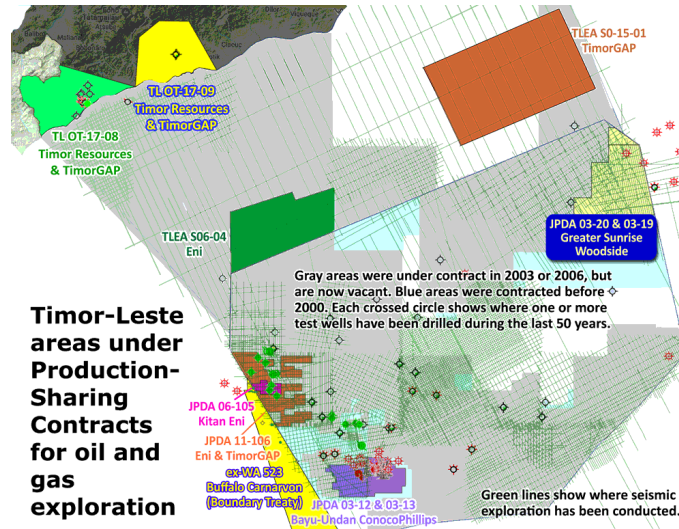 TLEA S0-15-01
TimorGAP
TL OT-17-09
Timor Resources
& TimorGAP
TL OT-17-08
Timor Resources
& TimorGAP
JPDA 03-20 & 03-19
Greater Sunrise
Woodside
TLEA S06-04
Eni
Gray areas were under contract in 2003 or 2006, but
are now vacant. Blue areas were contracted before
2000. Each crossed circle shows where one or more
test wells have been drilled during the last 50 years.
Timor-Leste
areas under
Production-
Sharing
Contracts
for oil and
gas
exploration
JPDA 06-105
Kitan Eni
JPDA 11-106
Eni & TimorGAP
ex-WA 523
Buffalo Carnarvon
(Boundary Treaty)
JPDA 03-12 & 03-13
Bayu-Undan ConocoPhillips
Green lines show where seismic
exploration has been conducted.